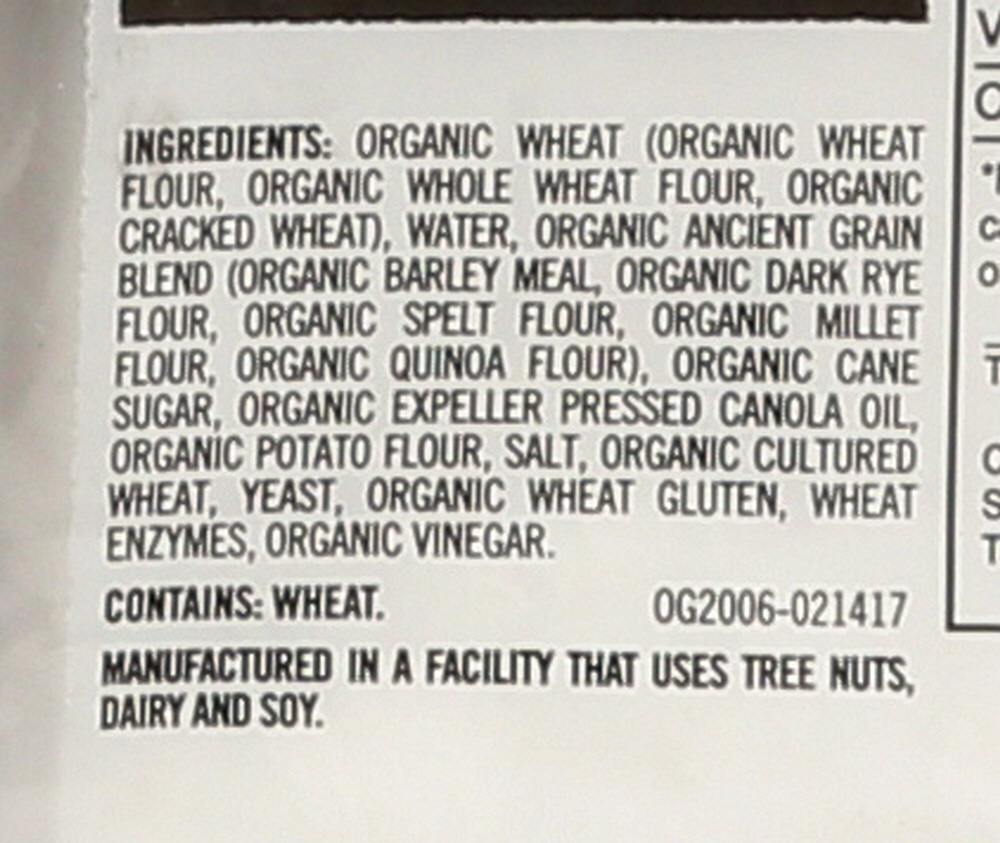 INGREDIENTS: ORGANIC WHEAT (ORGANIC WHEAT
FLOUR, ORGANIC WHOLE WHEAT FLOUR, ORGANIC
CRACKED WHEAT), WATER, ORGANIC ANCIENT GRAIN
BLEND (ORGANIC BARLEY MEAL, ORGANIC DARK RYE
FLOUR, ORGANIC SPELT FLOUR, ORGANIC MILLET
FLOUR, ORGANIC QUINOA FLOUR), ORGANIC CANE
SUGAR, ORGANIC EXPELLER PRESSED CANOLA OIL,
ORGANIC POTATO FLOUR, SALT, ORGANIC CULTURED
WHEAT, YEAST, ORGANIC WHEAT GLUTEN, WHEAT
ENZYMES, ORGANIC VINEGAR.
CONTAINS: WHEAT. OG2006-021417
MANUFACTURED IN A FACILITY THAT USES TREE NUTS,
DAIRY AND SOY.